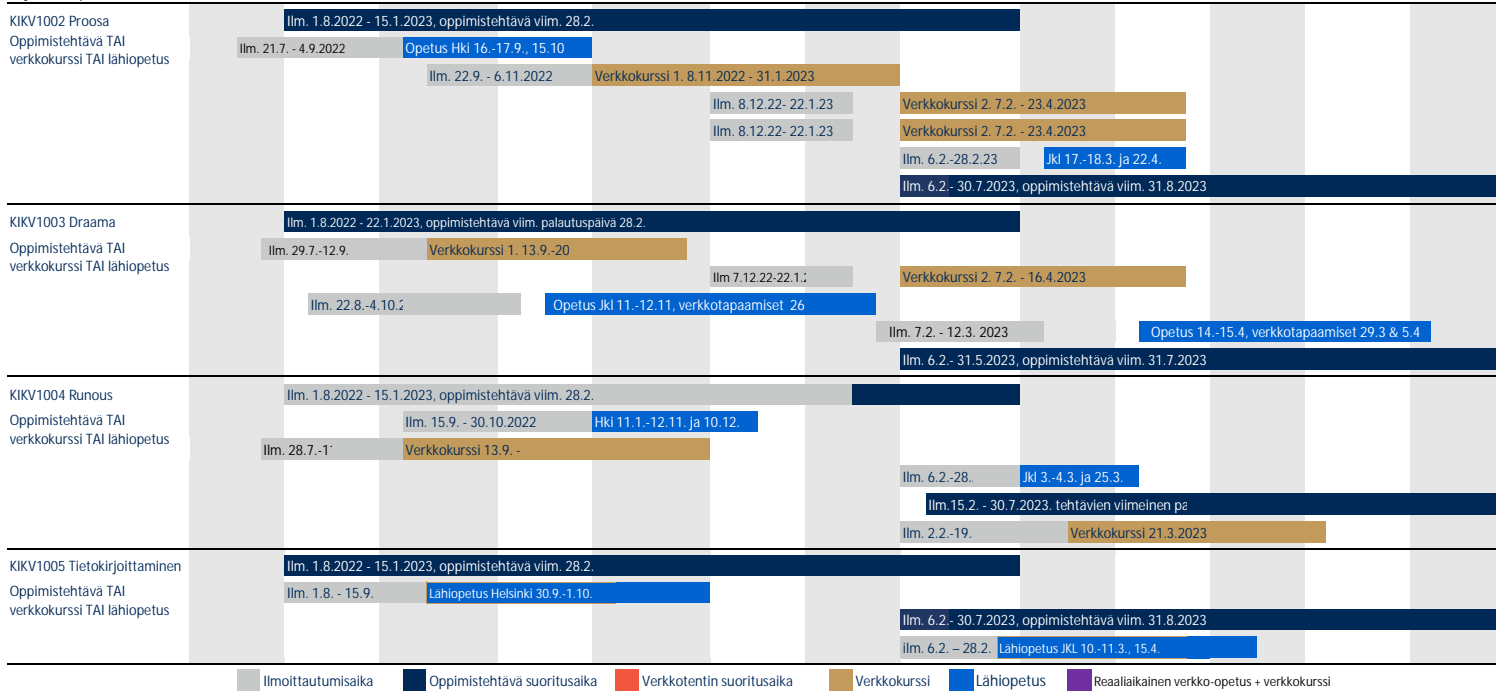 KIKV1002 Proosa
Ilm. 1.8.2022 - 15.1.2023, oppimistehtävä viim. 28.2.
Oppimistehtävä TAI
verkkokurssi TAI lähiopetus
Ilm. 21.7. - 4.9.2022
Opetus Hki 16.-17.9., 15.10
Ilm. 22.9. - 6.11.2022
Verkkokurssi 1. 8.11.2022 - 31.1.2023
Ilm. 8.12.22- 22.1.23
Verkkokurssi 2. 7.2. - 23.4.2023
Ilm. 8.12.22- 22.1.23
Verkkokurssi 2. 7.2. - 23.4.2023
Ilm. 6.2.-28.2.23
Jkl 17.-18.3. ja 22.4.
Ilm. 6.2.- 30.7.2023, oppimistehtävä viim. 31.8.2023
KIKV1003 Draama
Ilm. 1.8.2022 - 22.1.2023, oppimistehtävä viim. palautuspäivä 28.2.
Oppimistehtävä TAI
verkkokurssi TAI lähiopetus
Ilm. 29.7.-12.9.
Verkkokurssi 1. 13.9.-20
Ilm 7.12.22-22.1.2
Verkkokurssi 2. 7.2. - 16.4.2023
Ilm. 22.8.-4.10.2
Opetus Jkl 11.-12.11, verkkotapaamiset 26
Ilm. 7.2. - 12.3. 2023
Opetus 14.-15.4, verkkotapaamiset 29.3 & 5.4
Ilm. 6.2.- 31.5.2023, oppimistehtävä viim. 31.7.2023
KIKV1004 Runous
Ilm. 1.8.2022 - 15.1.2023, oppimistehtävä viim. 28.2.
Oppimistehtävä TAI
verkkokurssi TAI lähiopetus
Ilm. 15.9. - 30.10.2022
Hki 11.1.-12.11. ja 10.12.
Ilm. 28.7.-1
Verkkokurssi 13.9. -
Ilm. 6.2.-28.
Jkl 3.-4.3. ja 25.3.
Ilm.15.2. - 30.7.2023. tehtävien viimeinen pa
Ilm. 2.2.-19.
Verkkokurssi 21.3.2023
KIKV1005 Tietokirjoittaminen
Ilm. 1.8.2022 - 15.1.2023, oppimistehtävä viim. 28.2.
Oppimistehtävä TAI
verkkokurssi TAI lähiopetus
Ilm. 1.8. - 15.9.
Lähiopetus Helsinki 30.9.-1.10.
Ilm. 6.2.- 30.7.2023, oppimistehtävä viim. 31.8.2023
ilm. 6.2. – 28.2.
Lähiopetus JKL 10.-11.3., 15.4.
Ilmoittautumisaika
Oppimistehtävä suoritusaika
Verkkotentin suoritusaika
Verkkokurssi
Lähiopetus
Reaaliaikainen verkko-opetus + verkkokurssi